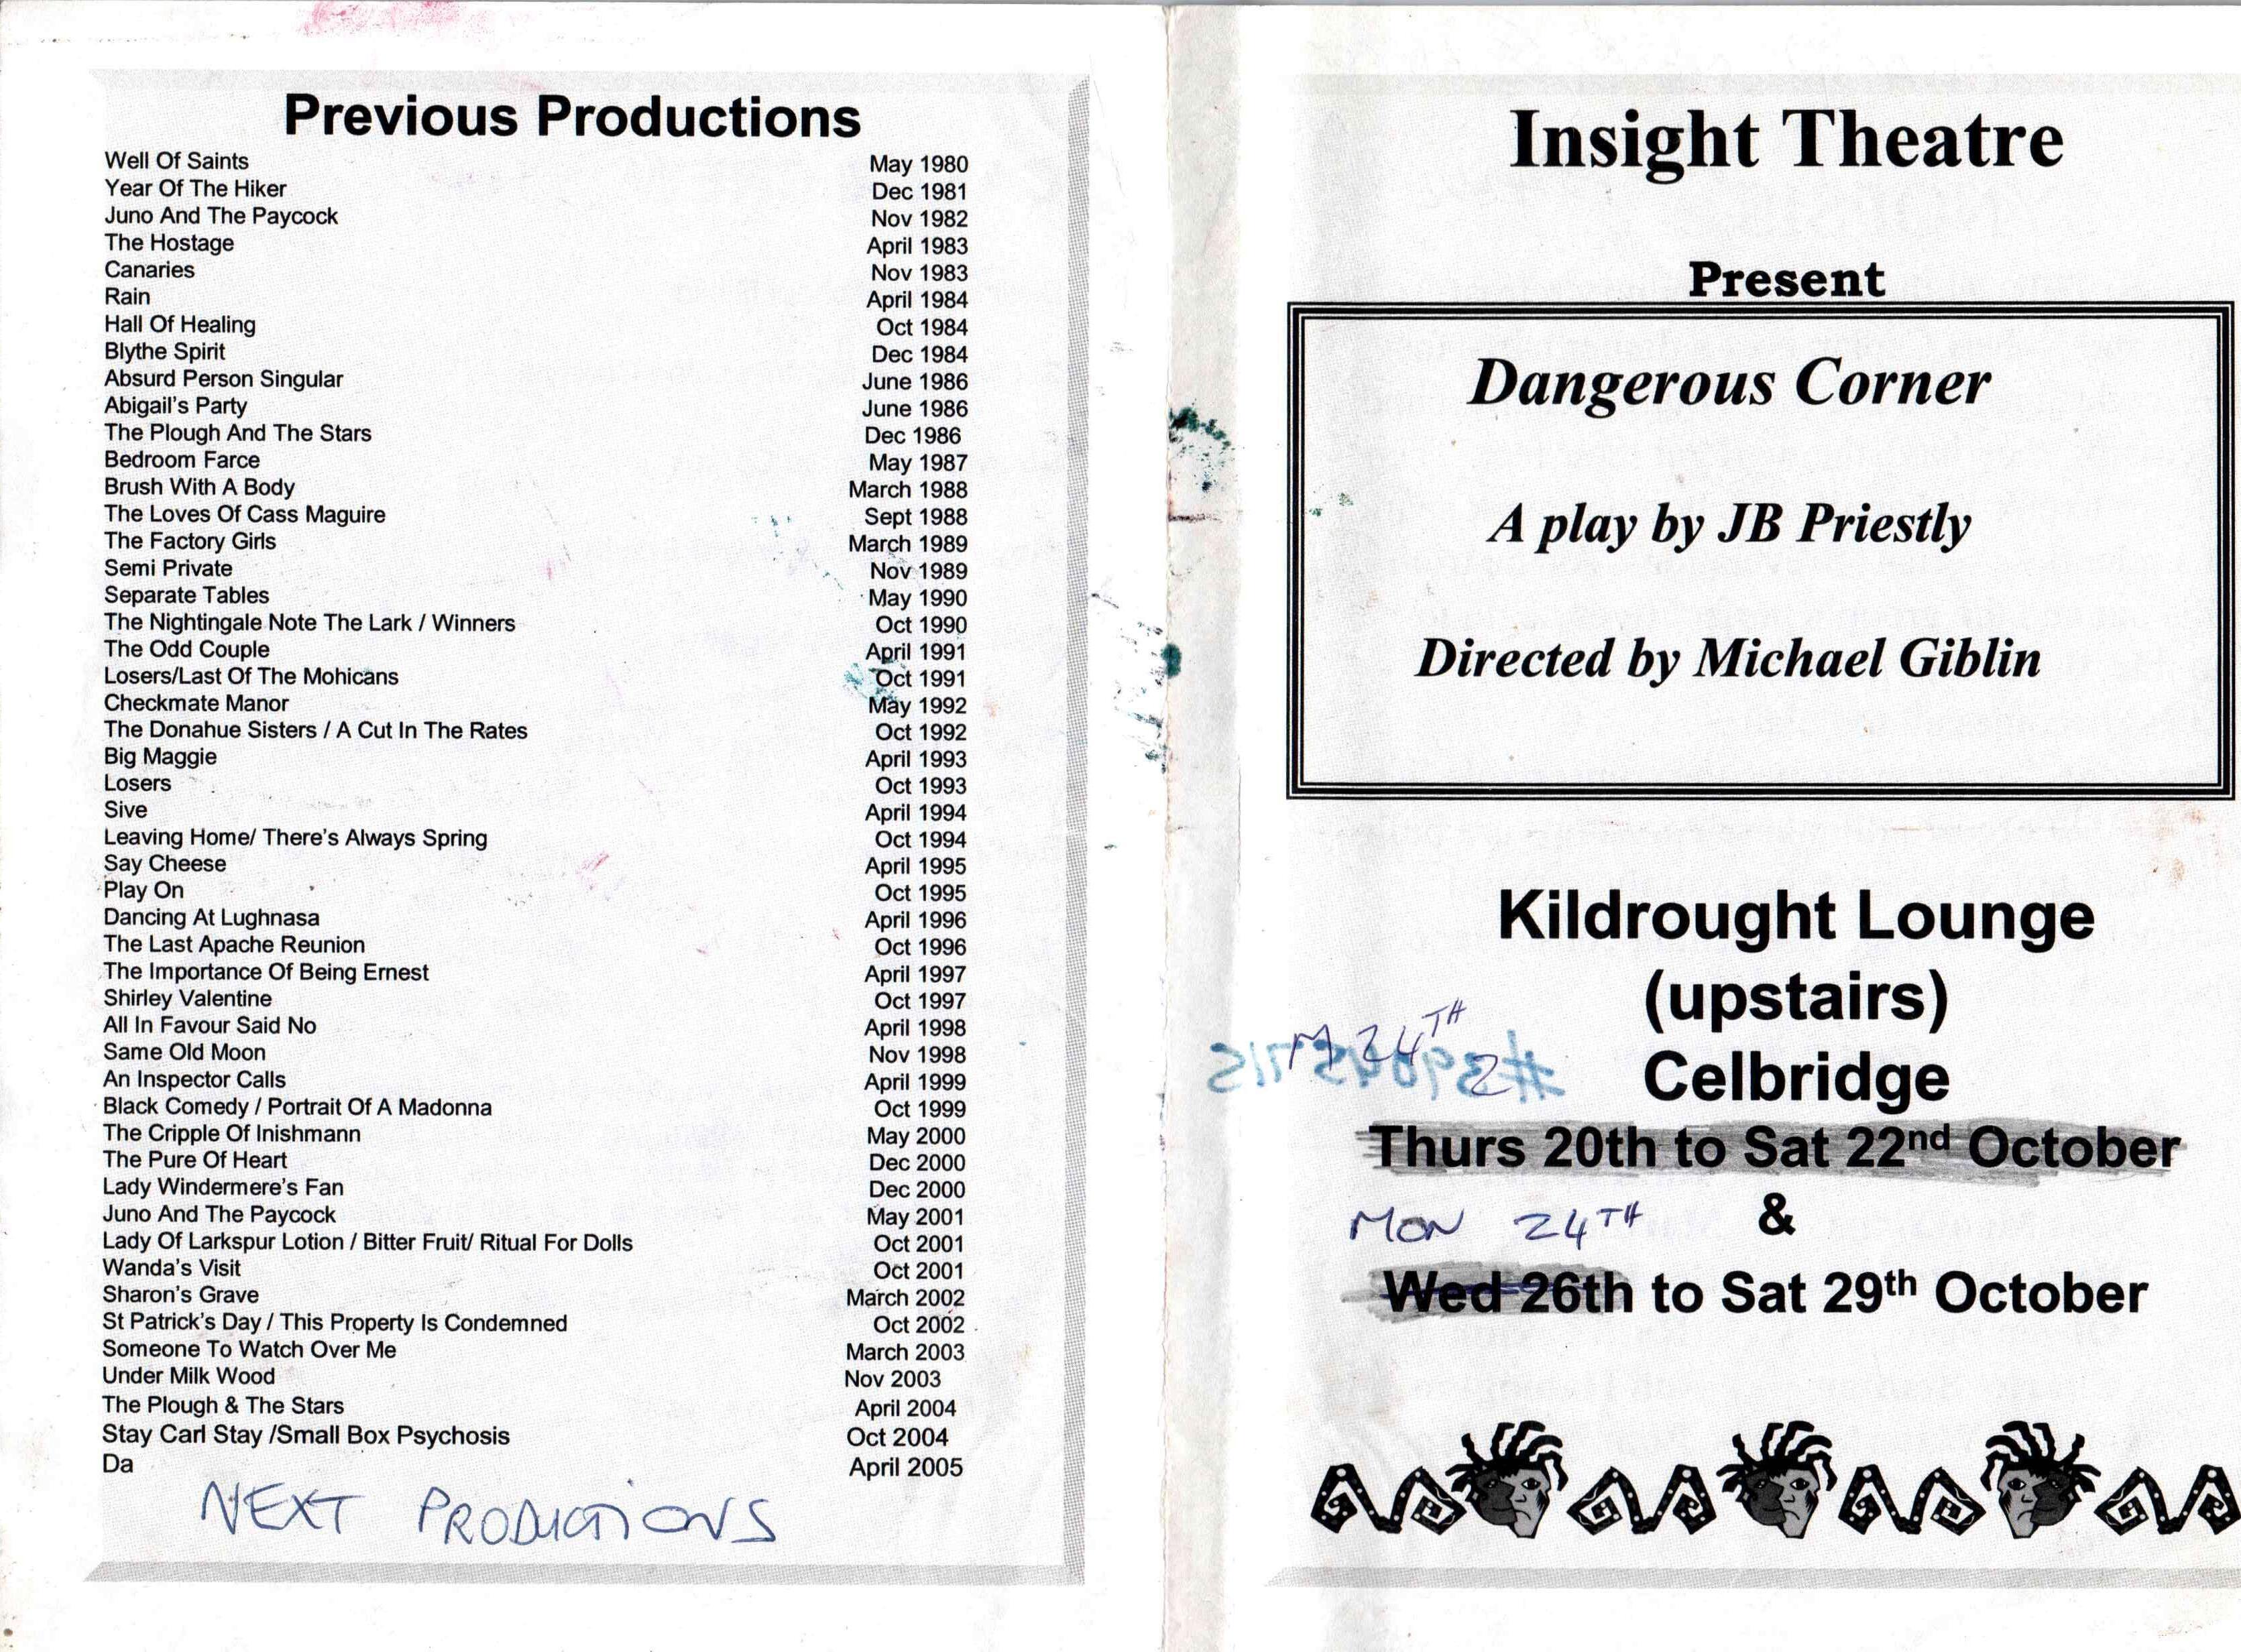 Previous Productions
Well Of Saints May 1980
Year Of The Hiker Dec 1981
Juno And The Paycock Nov 1982
The Hostage April 1983
Canaries Nov 1983
Rain April 1984
Hall Of Healing Oct 1984
Blythe Spirit Dec 1984
Absurd Person Singular June 1986
Abigail's Party June 1986
The Plough And The Stars Dec 1986
Bedroom Farce May 1987
Brush With A Body March 1988
The Loves Of Cass Maguire Sept 1988
The Factory Girls March 1989
Semi Private Nov 1989
Separate Tables May 1990
The Nightingale Note The Lark / Winners Oct 1990
The Odd Couple April 1991
Losers/Last Of The Mohicans Oct 1991
Checkmate Manor May 1992
The Donahue Sisters / A Cut In The Rates Oct 1992
Big Maggie April 1993
Losers Oct 1993
Sive April 1994
Leaving Home/ There's Always Spring Oct 1994
Say Cheese April 1995
Play On Oct 1995
Dancing At Lughnasa April 1996
The Last Apache Reunion Oct 1996
The Importance Of Being Ernest April 1997
Shirley Valentine Oct 1997
All In Favour Said No April 1998
Same Old Moon Nov 1998
An Inspector Calls April 1999
Black Comedy / Portrait Of A Madonna Oct 1999
The Cripple Of Inishmann May 2000
The Pure Of Heart Dec 2000
Lady Windermere's Fan Dec 2000
Juno And The Paycock May 2001
Lady Of Larkspur Lotion / Bitter Fruit/ Ritual For Dolls Oct 2001
Wanda's Visit Oct 2001
Sharon's Grave March 2002
St Patrick's Day / This Property Is Condemned Oct 2002
Someone To Watch Over Me March 2003
Under Milk Wood Nov 2003
The Plough & The Stars April 2004
Stay Carl Stay /Small Box Psychosis Oct 2004
Da April 2005
NEXT PRODUCTIONS
Insight Theatre
Present
Dangerous Corner
A play by JB Priestly
Directed by Michael Giblin
Kildrought Lounge
(upstairs)
M 24TH
2
Celbridge
Thurs 20th to Sat 22nd October
MON 24TH &
Wed 26th to Sat 29th October